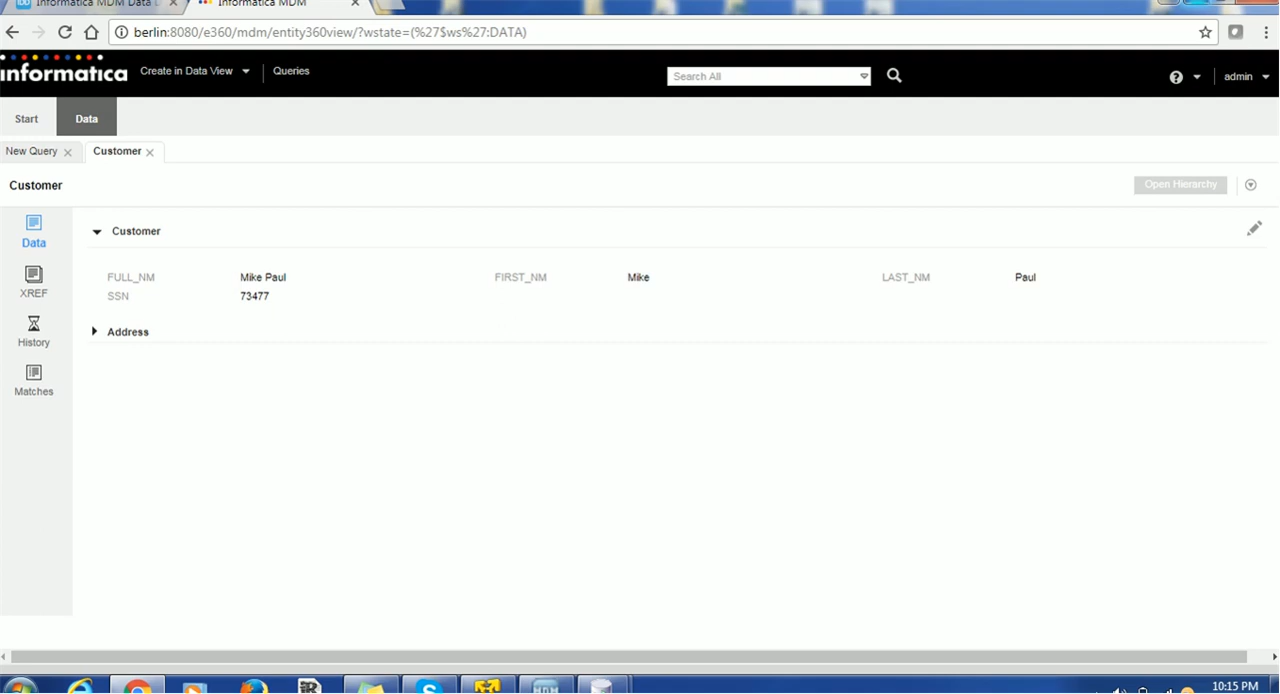 Informatica MDM Data D
Informatica MDM
berlin:8080/e360/mdm/entity360view/?wstate=(%27$ws%27:DATA)
informatica Create in Data View Queries Search All admin
Start Data
New Query Customer
Customer Open Hierarchy
Data
Customer
FULL_NM Mike Paul FIRST_NM Mike LAST_NM Paul
SSN 73477
XREF
Address
History
Matches
MDM
10:15 PM